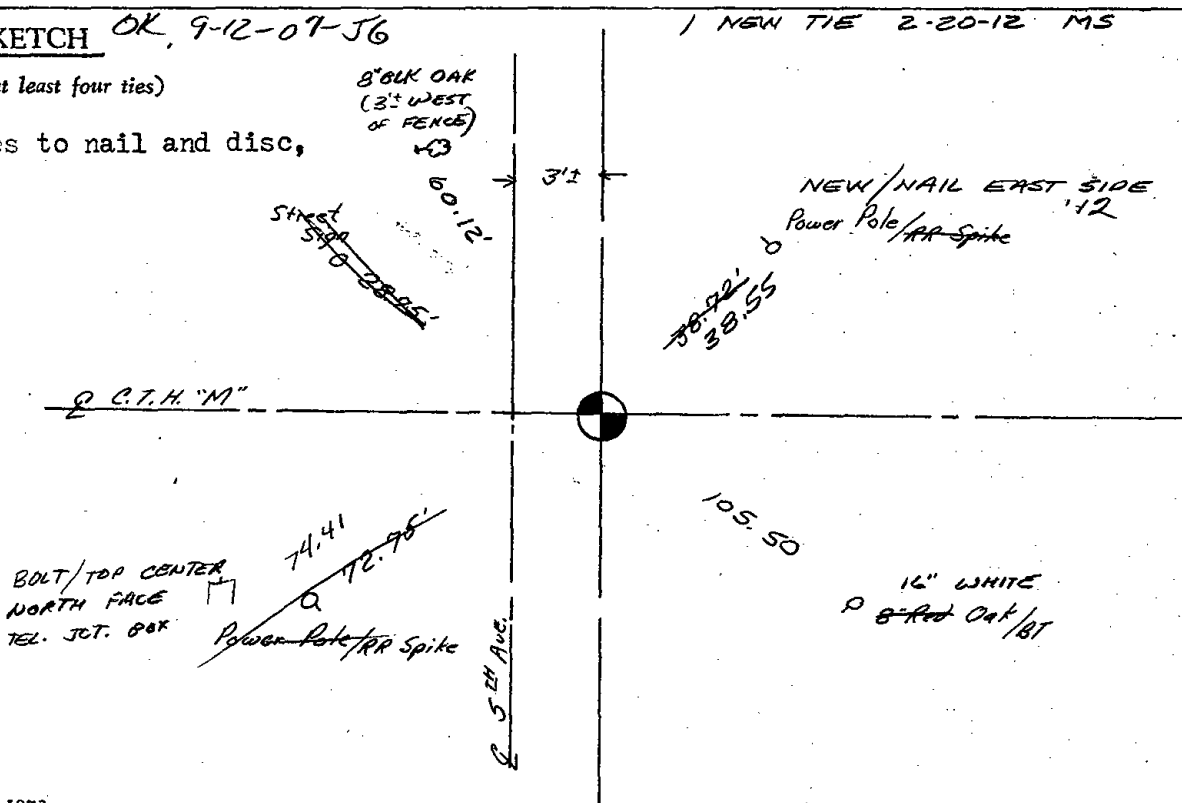 KETCH OK, 9-12-07-JG
1 NEW TIE 2-20-12 MS
t least four ties)
es to nail and disc,
8" BLK OAK
(3'± WEST
OF FENCE)
60.12'
3'±
Street
Sign
28.95'
NEW/NAIL EAST SIDE
'12
Power Pole/RR Spike
38.72'
38.55
℄ C.T.H. "M"
74.41
72.75'
BOLT/TOP CENTER
NORTH FACE
TEL. JCT. BOX
Power Pole/RR Spike
105.50
16" WHITE
8" Red Oak/BT
℄ 5TH Ave.